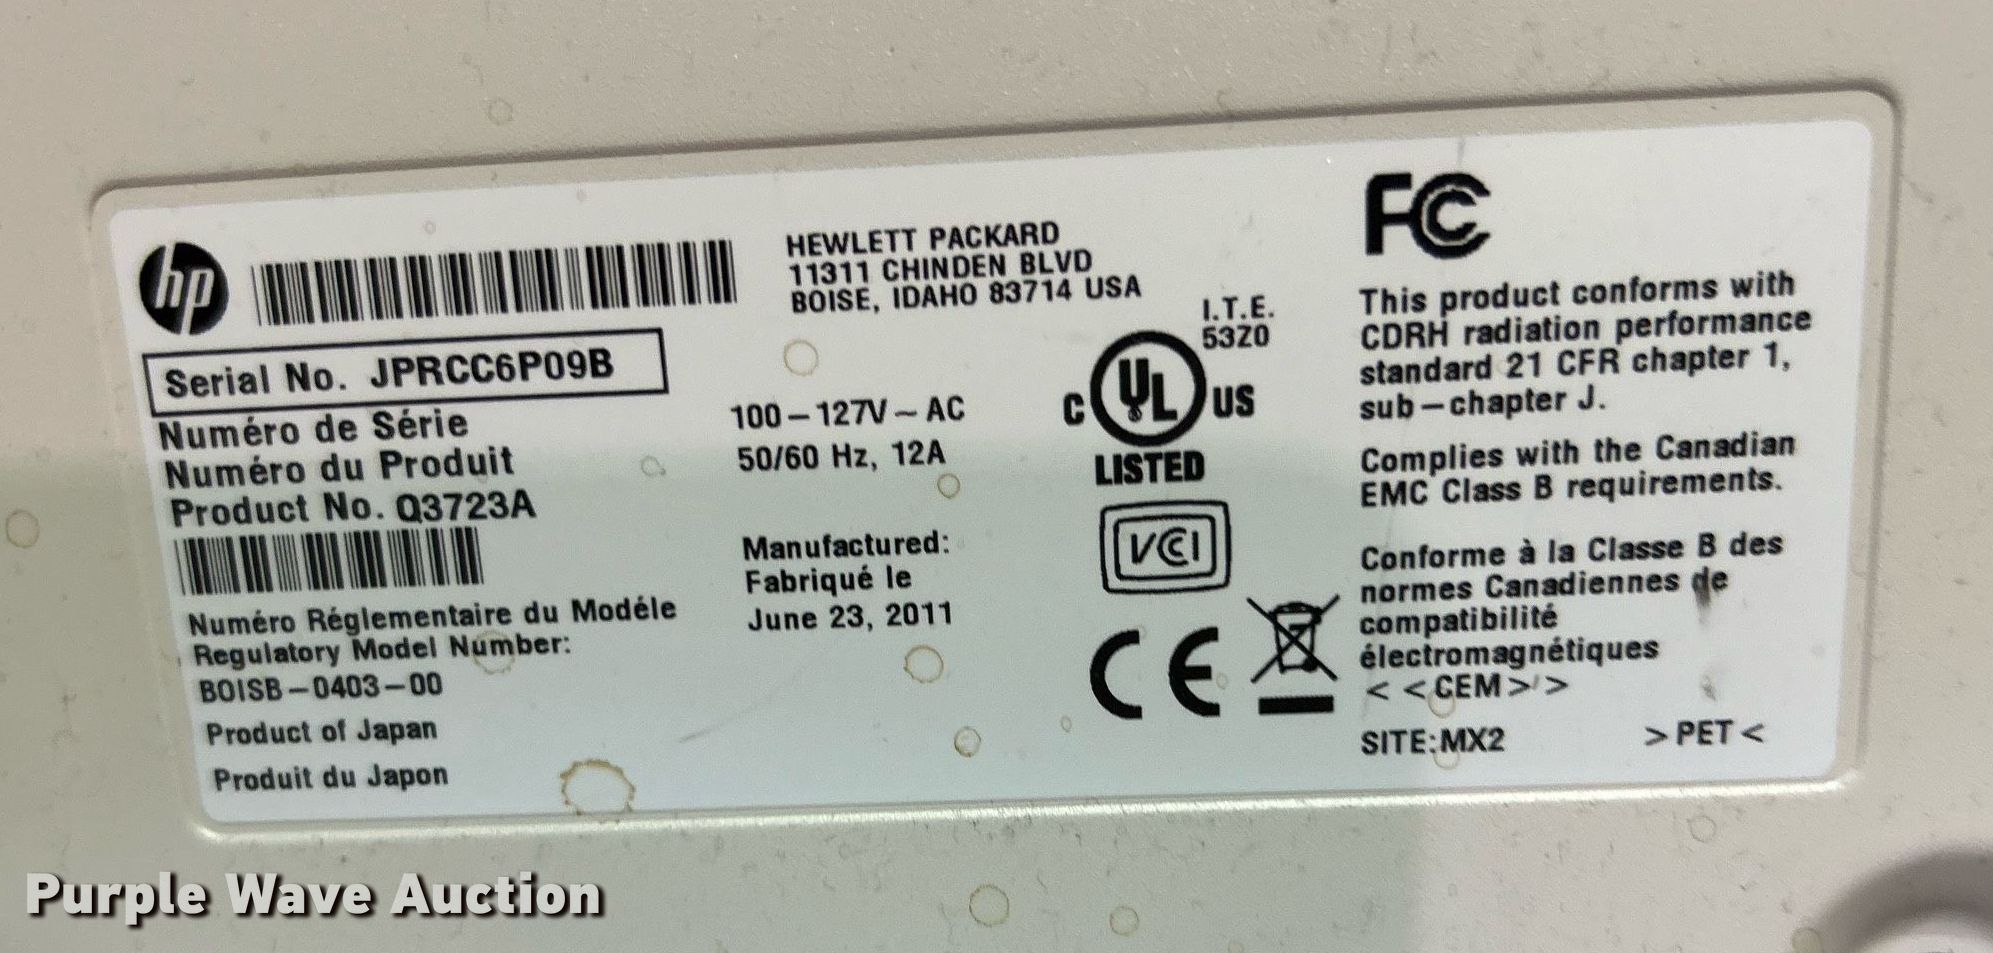 hp
Serial No. JPRCC6P09B
Numéro de Série
Numéro du Produit
Product No. Q3723A
Numéro Réglementaire du Modéle
Regulatory Model Number:
BOISB-0403-00
Product of Japan
Produit du Japon
HEWLETT PACKARD
11311 CHINDEN BLVD
BOISE, IDAHO 83714 USA
100-127V~AC
50/60 Hz, 12A
Manufactured:
Fabriqué le
June 23, 2011
I.T.E.
53Z0
C UL US
LISTED
VCI
CE
FC
This product conforms with
CDRH radiation performance
standard 21 CFR chapter 1,
sub-chapter J.
Complies with the Canadian
EMC Class B requirements.
Conforme à la Classe B des
normes Canadiennes de
compatibilité
électromagnétiques
<<CEM>>
SITE:MX2 >PET<
Purple Wave Auction